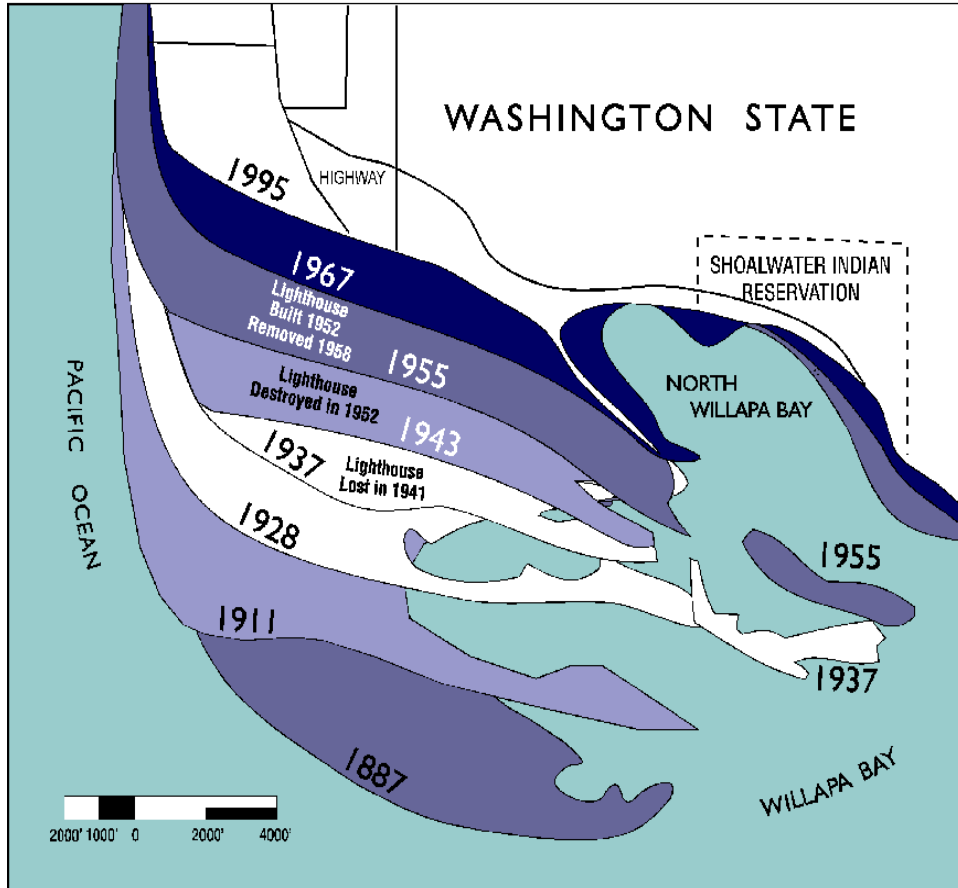 WASHINGTON STATE
1995
HIGHWAY
SHOALWATER INDIAN
RESERVATION
1967
Lighthouse
Built 1952
Removed 1958
1955
PACIFIC OCEAN
Lighthouse
Destroyed in 1952
1943
NORTH
WILLAPA BAY
1937
Lighthouse
Lost in 1941
1928
1955
1911
1937
1887
WILLAPA BAY
2000' 1000' 0 2000' 4000'